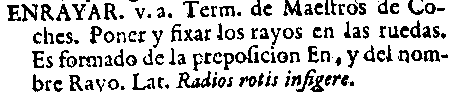 ENRAYAR. v. a. Term. de Maeſtros de Co-
ches. Poner y fixar los rayos en las ruedas.
Es formado de la prepoſicion En, y del nom-
bre Rayo. Lat. Radios rotis infigere.